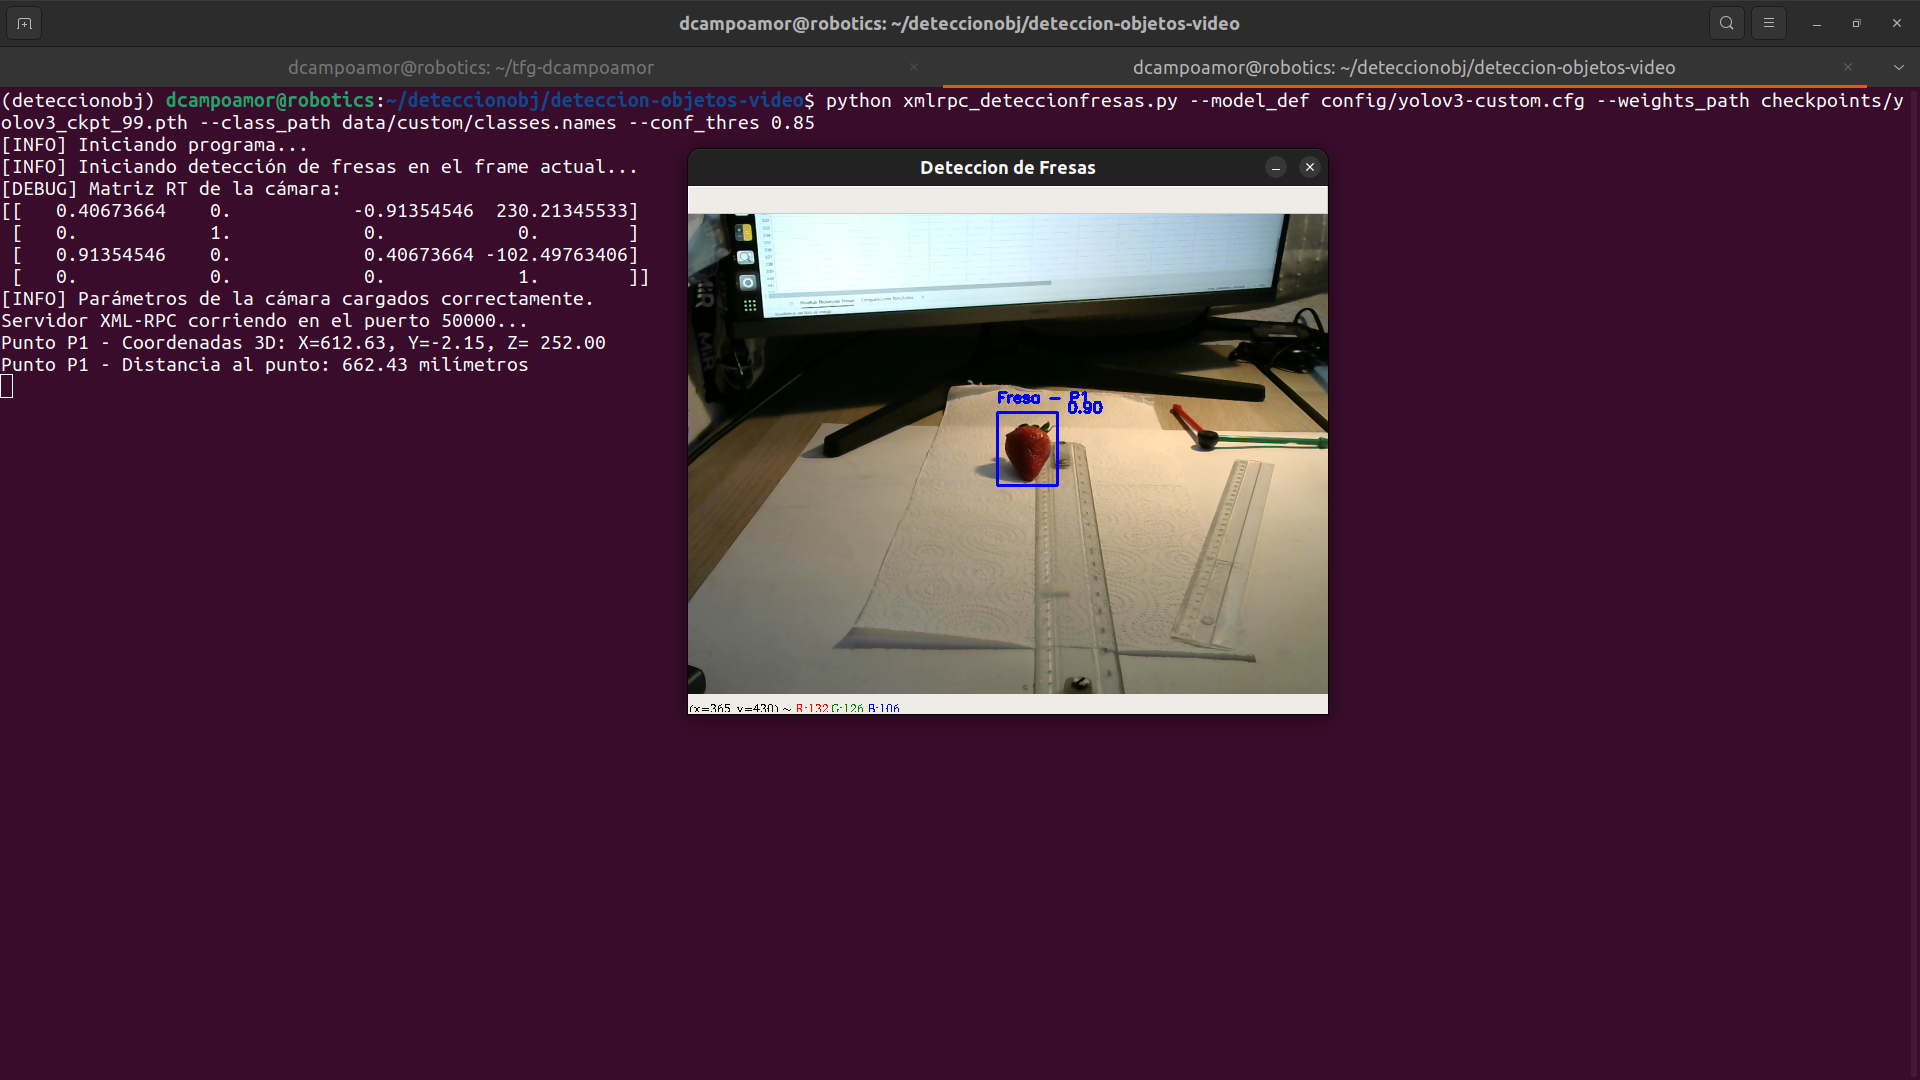 dcampoamor@robotics: ~/deteccionobj/deteccion-objetos-video
dcampoamor@robotics: ~/tfg-dcampoamor
dcampoamor@robotics: ~/deteccionobj/deteccion-objetos-video
(deteccionobj) dcampoamor@robotics:~/deteccionobj/deteccion-objetos-video$ python xmlrpc_deteccionfresas.py --model_def config/yolov3-custom.cfg --weights_path checkpoints/y
olov3_ckpt_99.pth --class_path data/custom/classes.names --conf_thres 0.85
[INFO] Iniciando programa...
[INFO] Iniciando detección de fresas en el frame actual...
[DEBUG] Matriz RT de la cámara:
[[ 0.40673664 0. -0.91354546 230.21345533]
[ 0. 1. 0. 0. ]
[ 0.91354546 0. 0.40673664 -102.49763406]
[ 0. 0. 0. 1. ]]
[INFO] Parámetros de la cámara cargados correctamente.
Servidor XML-RPC corriendo en el puerto 50000...
Punto P1 - Coordenadas 3D: X=612.63, Y=-2.15, Z= 252.00
Punto P1 - Distancia al punto: 662.43 milímetros
Deteccion de Fresas
MiR
Fresa - P1
0.90
(x=365, y=430) ~ R:132 G:126 B:106